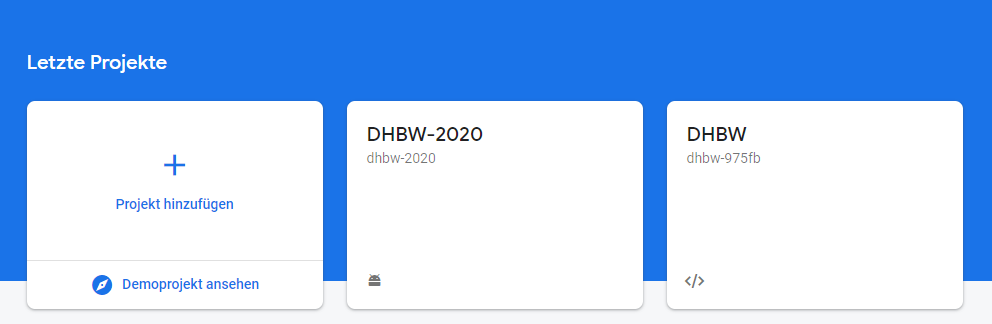 Letzte Projekte
Projekt hinzufügen
Demoprojekt ansehen
DHBW-2020
dhbw-2020
DHBW
dhbw-975fb